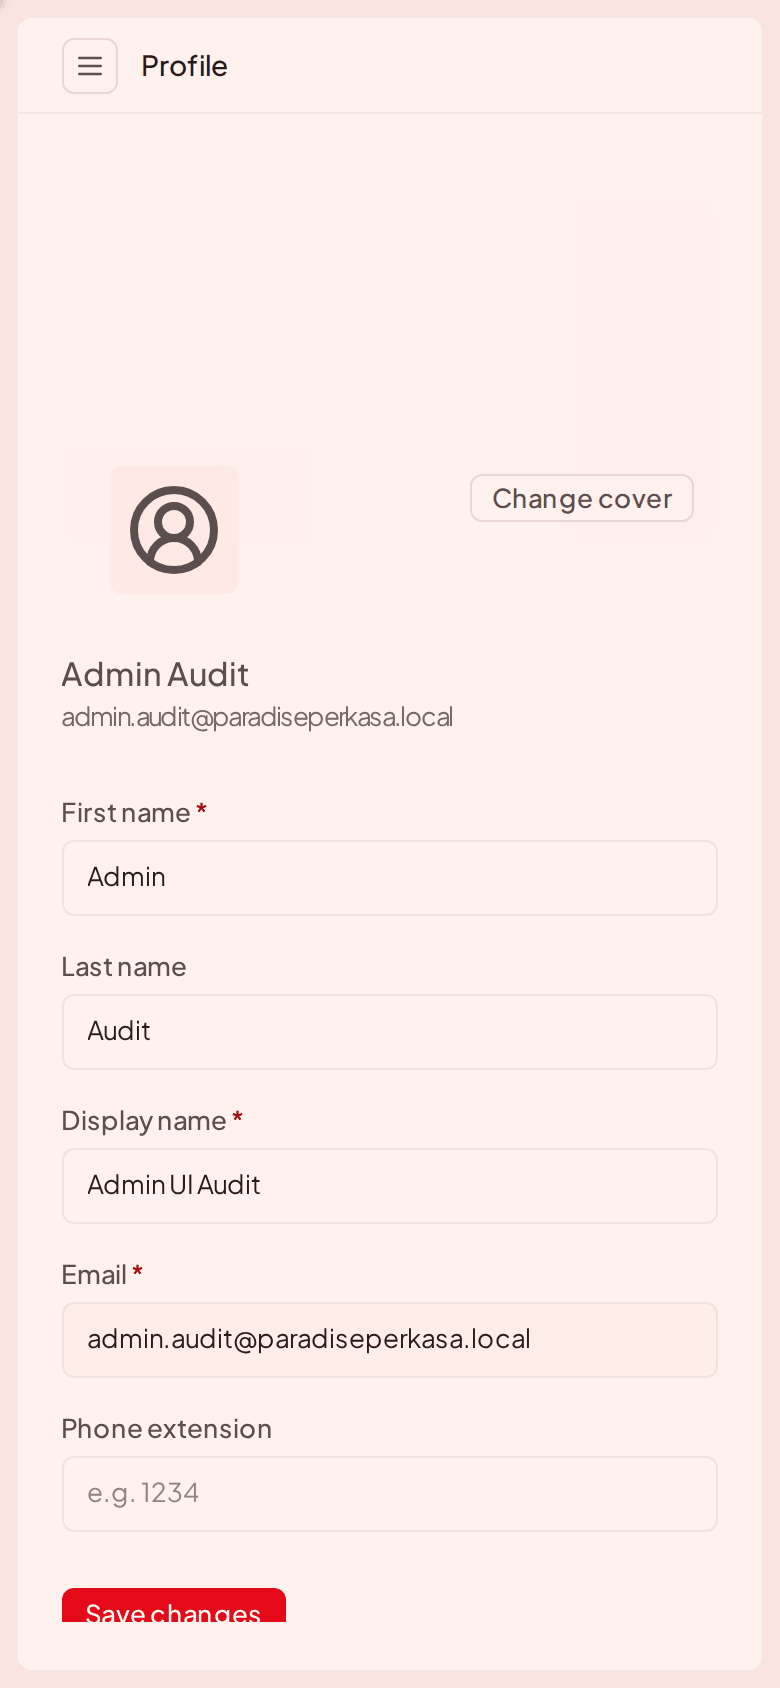 Profile
Change cover
Admin Audit
admin.audit@paradiseperkasa.local
First name *
Admin
Last name
Audit
Display name *
Admin UI Audit
Email *
admin.audit@paradiseperkasa.local
Phone extension
e.g. 1234
Save changes